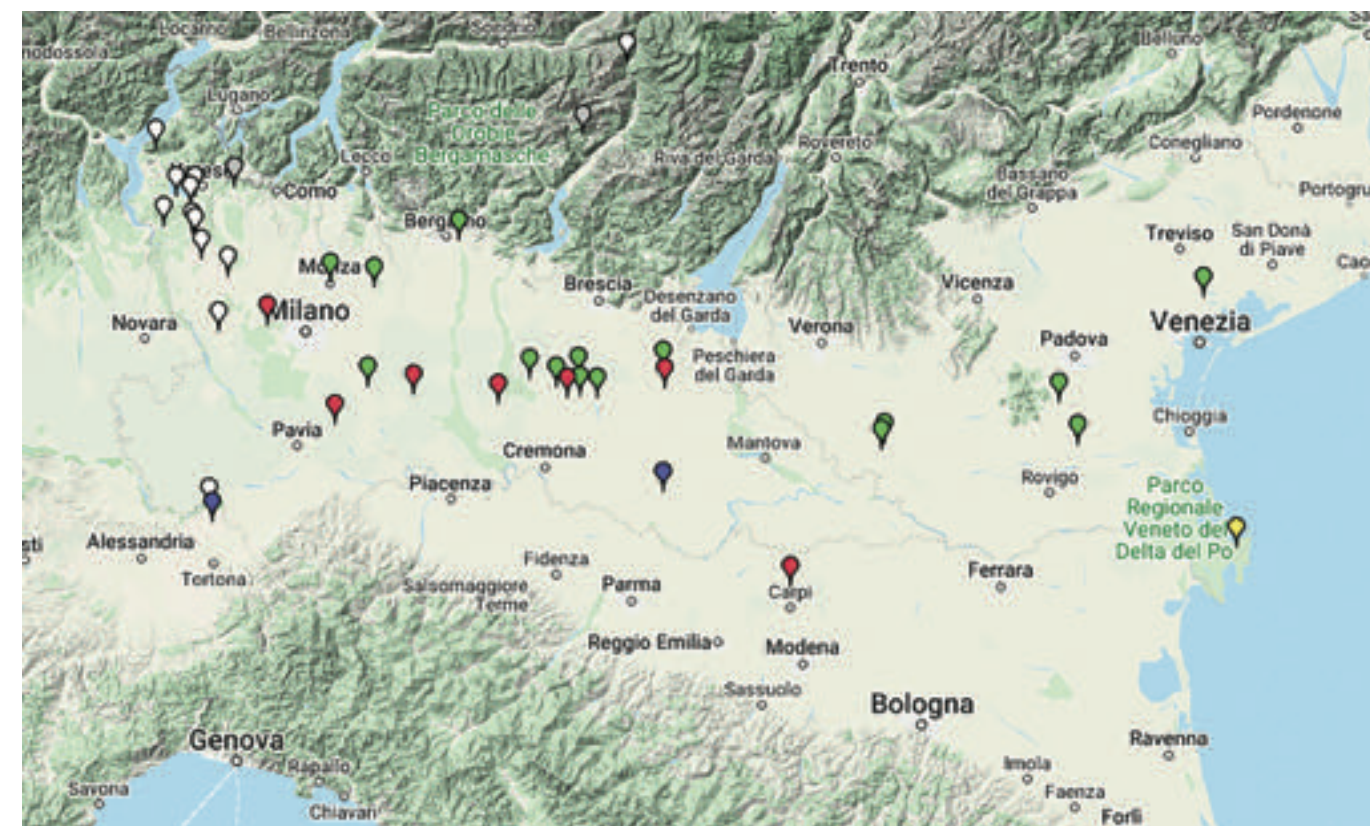 Locarno
Bellinzona
Sondrio
Belluno
Trento
Lugano
Parco delle
Orobie
Bergamasche
Pordenone
Conegliano
Rovereto
Riva del Garda
Lecco
Bassano
del Grappa
Como
Bergamo
Treviso
San Donà
di Piave
Monza
Brescia
Vicenza
Desenzano
del Garda
Milano
Novara
Verona
Venezia
Padova
Peschiera
del Garda
Chioggia
Pavia
Mantova
Cremona
Rovigo
Piacenza
Parco
Regionale
Veneto del
Delta del Po
Alessandria
Fidenza
Ferrara
Tortona
Salsomaggiore
Terme
Parma
Carpi
Reggio Emilia
Modena
Sassuolo
Bologna
Genova
Ravenna
Rapallo
Imola
Savona
Faenza
Chiavari
Forlì